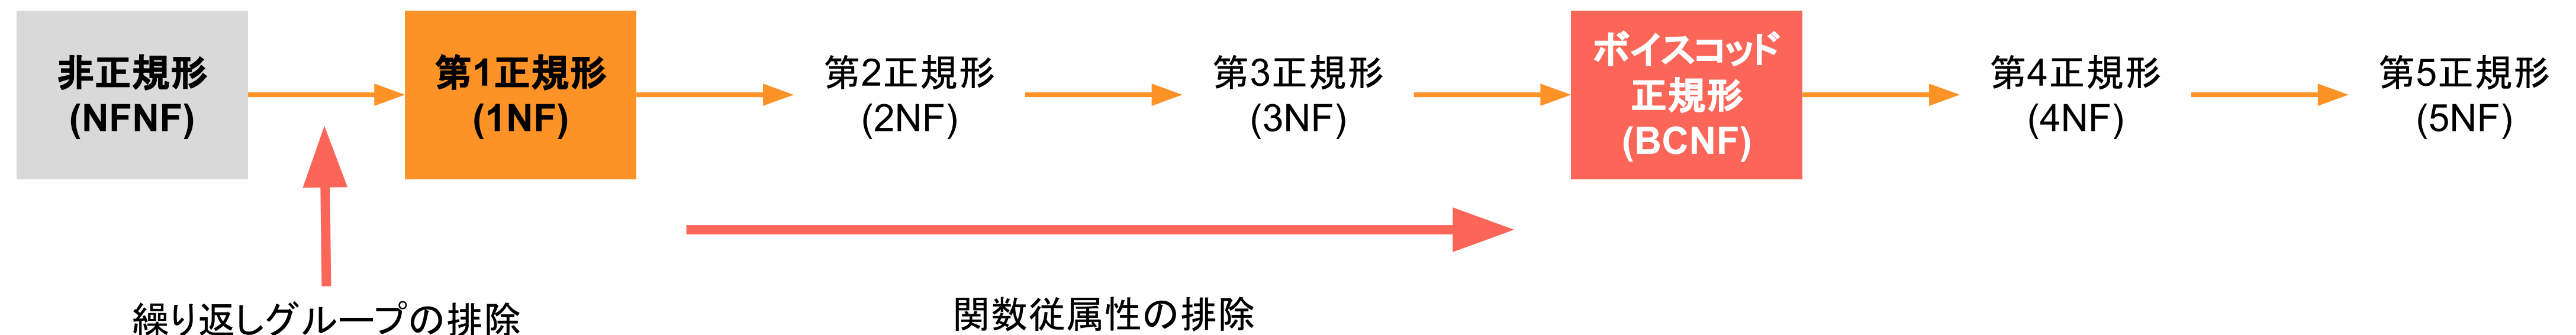 非正規形
(NFNF)
第1正規形
(1NF)
第2正規形
(2NF)
第3正規形
(3NF)
ボイスコッド
正規形
(BCNF)
第4正規形
(4NF)
第5正規形
(5NF)
繰り返しグループの排除
関数従属性の排除